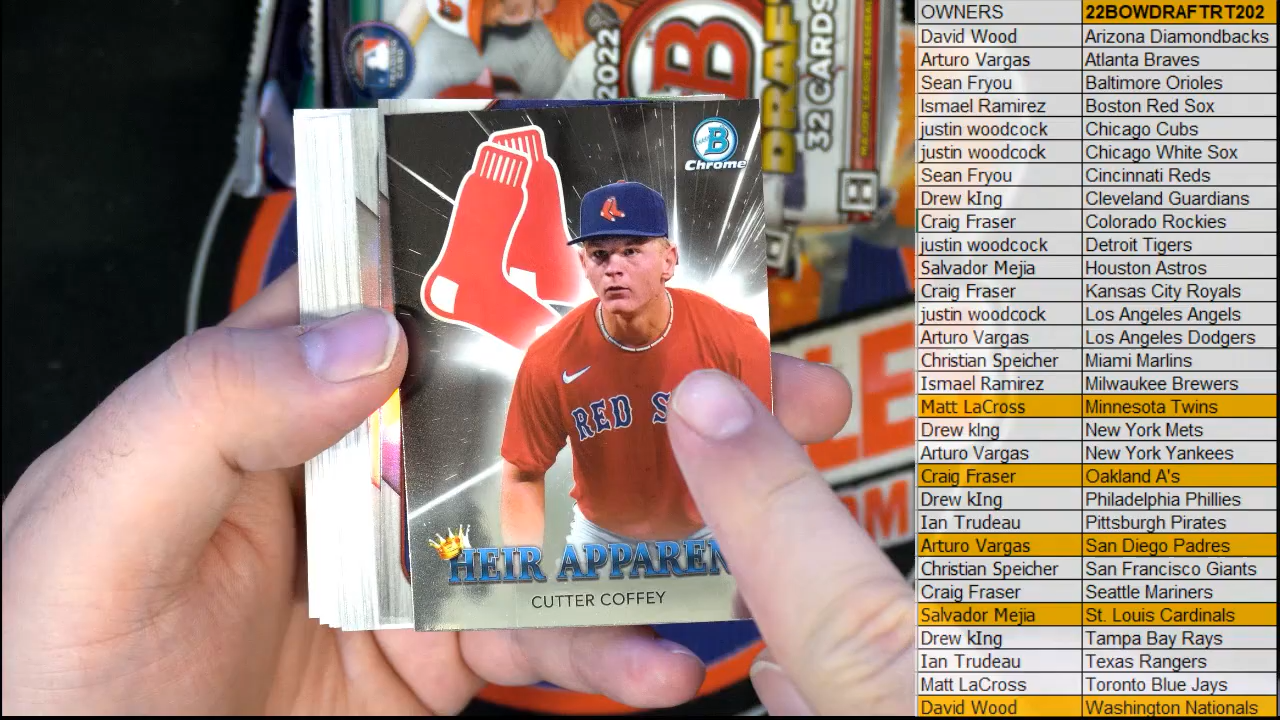 2022
B
DRAFT
32 CARDS
MAJOR LEAGUE BASEBALL
B
Chrome
RED S
HEIR APPAREN
CUTTER COFFEY
OWNERS 22BOWDRAFTRT202
David Wood Arizona Diamondbacks
Arturo Vargas Atlanta Braves
Sean Fryou Baltimore Orioles
Ismael Ramirez Boston Red Sox
justin woodcock Chicago Cubs
justin woodcock Chicago White Sox
Sean Fryou Cincinnati Reds
Drew kIng Cleveland Guardians
Craig Fraser Colorado Rockies
justin woodcock Detroit Tigers
Salvador Mejia Houston Astros
Craig Fraser Kansas City Royals
justin woodcock Los Angeles Angels
Arturo Vargas Los Angeles Dodgers
Christian Speicher Miami Marlins
Ismael Ramirez Milwaukee Brewers
Matt LaCross Minnesota Twins
Drew kIng New York Mets
Arturo Vargas New York Yankees
Craig Fraser Oakland A's
Drew kIng Philadelphia Phillies
Ian Trudeau Pittsburgh Pirates
Arturo Vargas San Diego Padres
Christian Speicher San Francisco Giants
Craig Fraser Seattle Mariners
Salvador Mejia St. Louis Cardinals
Drew kIng Tampa Bay Rays
Ian Trudeau Texas Rangers
Matt LaCross Toronto Blue Jays
David Wood Washington Nationals